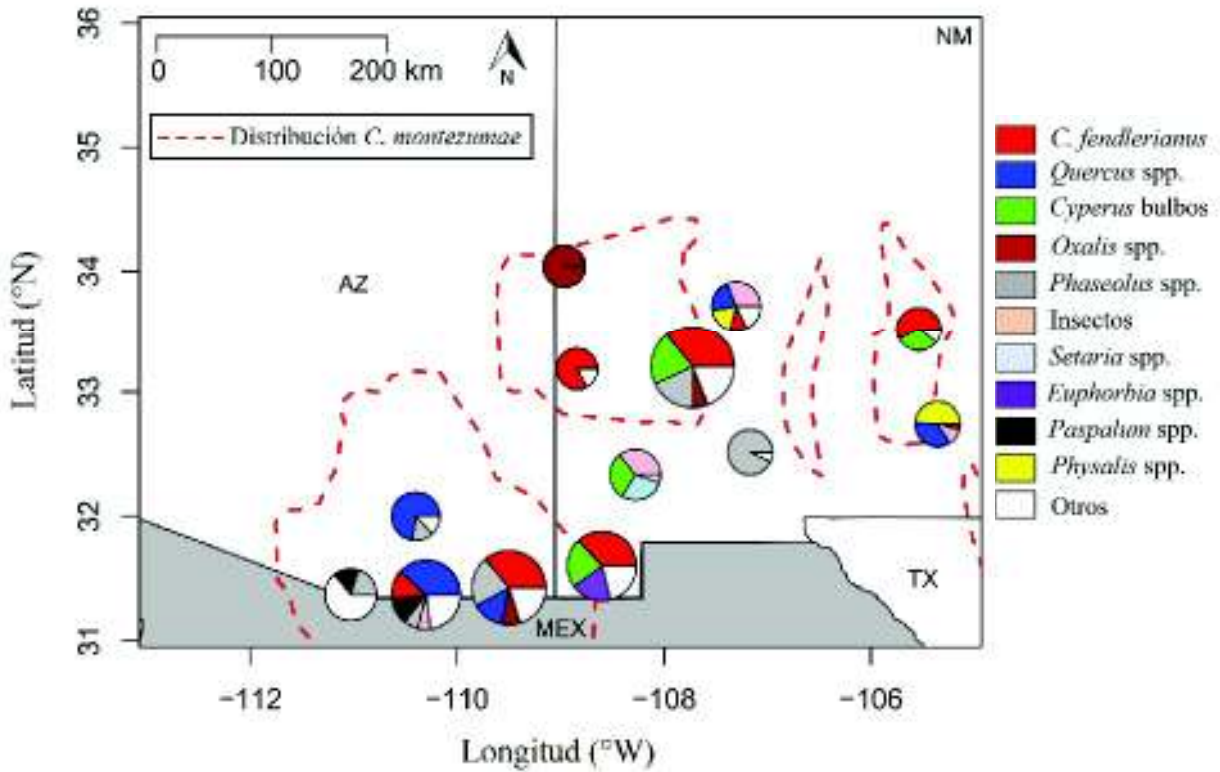 36
35
34
33
32
31
Latitud (°N)
0 100 200 km
N
NM
Distribución C. montezumae
AZ
TX
MEX
C. fendlerianus
Quercus spp.
Cyperus bulbos
Oxalis spp.
Phaseolus spp.
Insectos
Setaria spp.
Euphorbia spp.
Paspalum spp.
Physalis spp.
Otros
−112 −110 −108 −106
Longitud (°W)